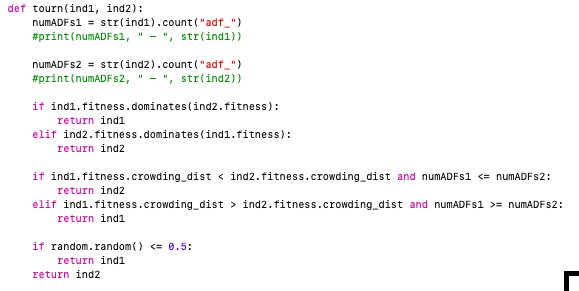 def tourn(ind1, ind2):
    numADFs1 = str(ind1).count("adf_")
    #print(numADFs1, " – ", str(ind1))

    numADFs2 = str(ind2).count("adf_")
    #print(numADFs2, " – ", str(ind2))

    if ind1.fitness.dominates(ind2.fitness):
        return ind1
    elif ind2.fitness.dominates(ind1.fitness):
        return ind2

    if ind1.fitness.crowding_dist < ind2.fitness.crowding_dist and numADFs1 <= numADFs2:
        return ind2
    elif ind1.fitness.crowding_dist > ind2.fitness.crowding_dist and numADFs1 >= numADFs2:
        return ind1

    if random.random() <= 0.5:
        return ind1
    return ind2